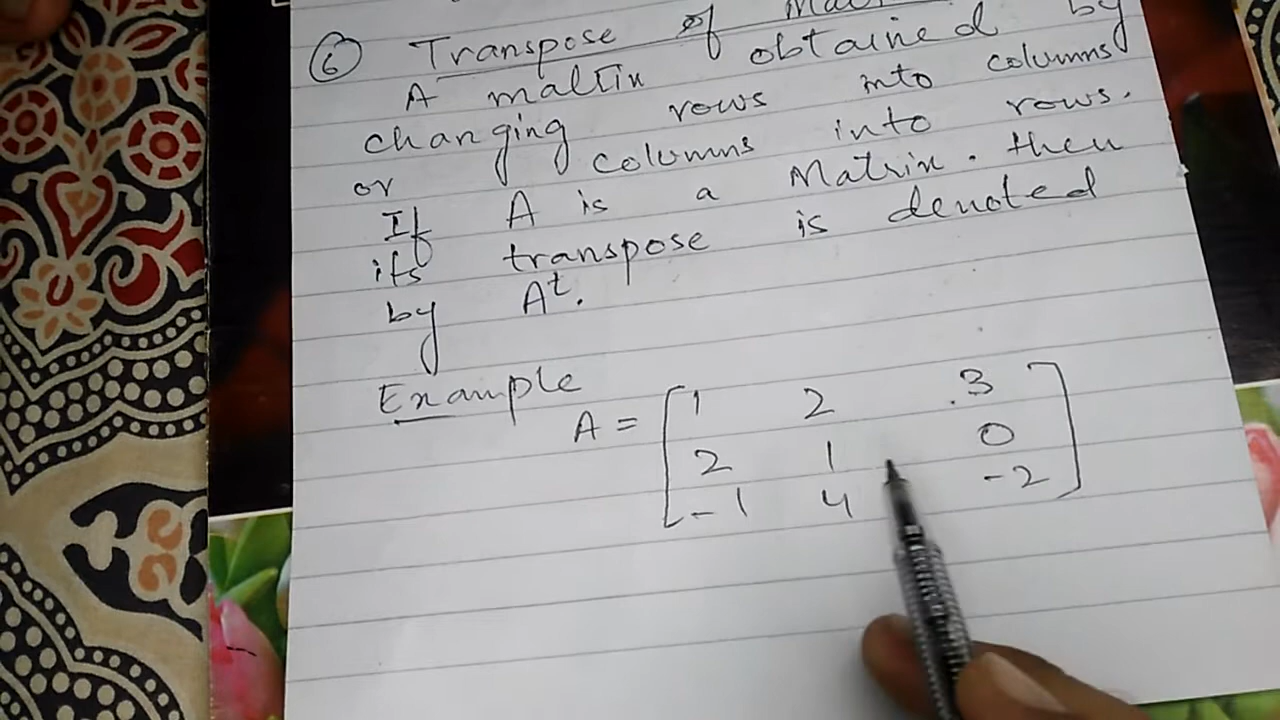 6 Transpose of
A matrix obtained by
changing rows into columns
or columns into rows.
If A is a Matrix. then
its transpose is denoted
by Aᵗ.
Example
A = [1 2 .3
2 1 0
-1 4 -2]